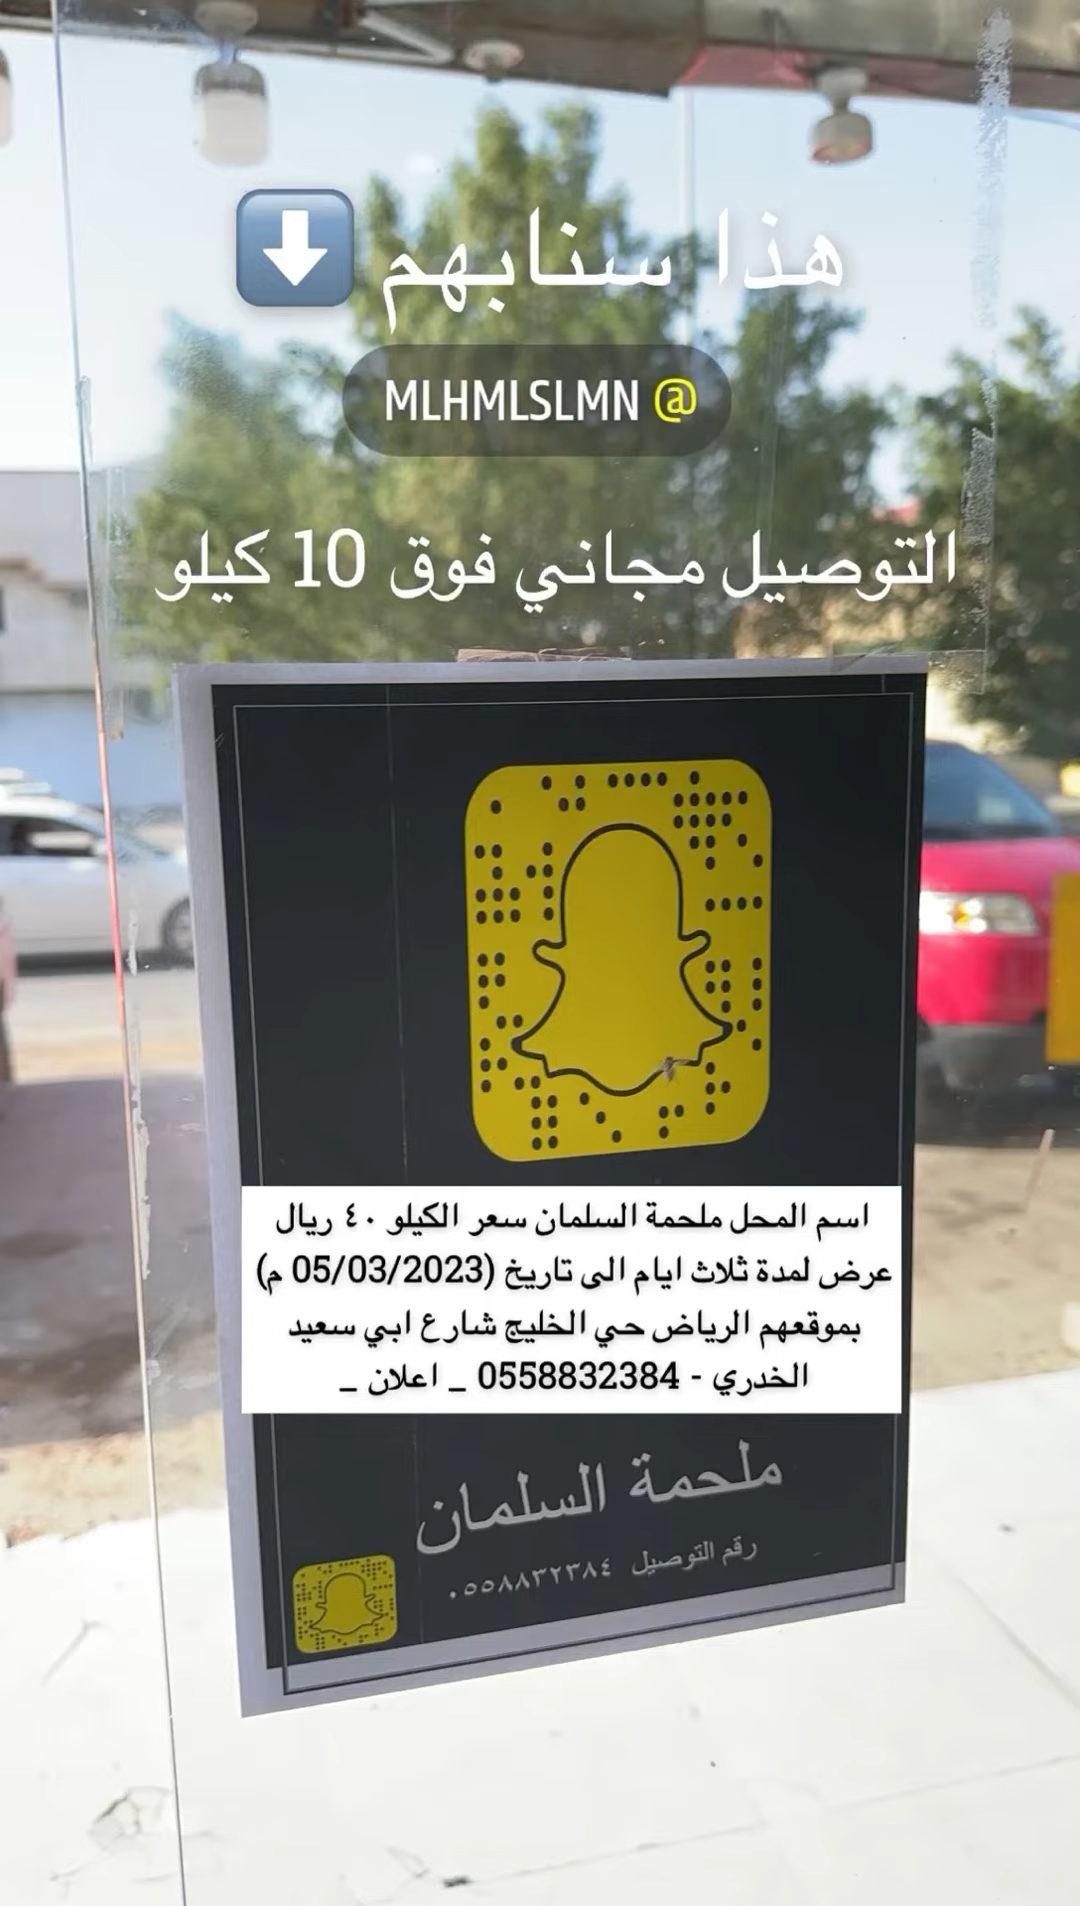 هذا سنابهم
MLHMLSLMN @
التوصيل مجاني فوق 10 كيلو
اسم المحل ملحمة السلمان سعر الكيلو ٤٠ ريال
عرض لمدة ثلاث ايام الى تاريخ (05/03/2023 م)
بموقعهم الرياض حي الخليج شارع ابي سعيد
الخدري - 0558832384 _ اعلان _
ملحمة السلمان
رقم التوصيل ٠٥٥٨٨٣٢٣٨٤